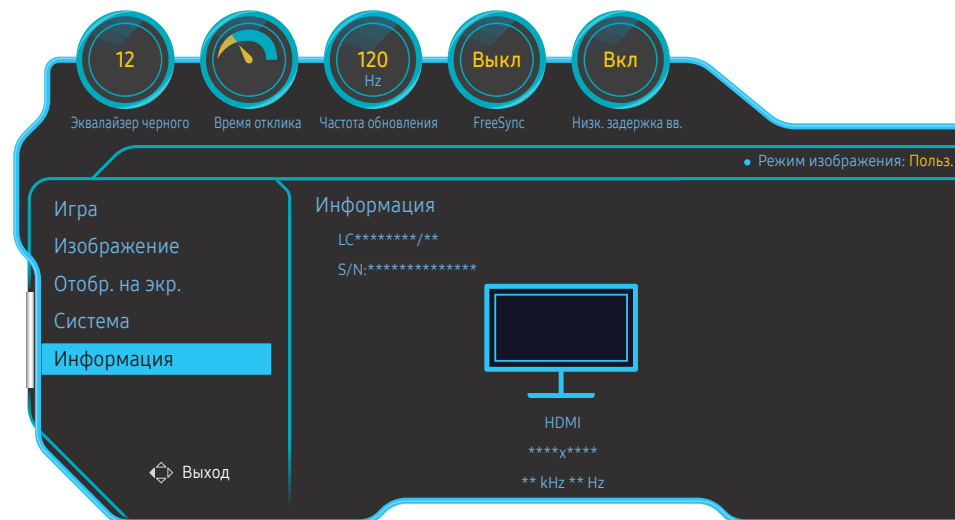 12
120
Hz
Выкл
Вкл
Эквалайзер черного
Время отклика
Частота обновления
FreeSync
Низк. задержка вв.
• Режим изображения: Польз.
Игра
Изображение
Отобр. на экр.
Система
Информация
Выход
Информация
LC********/**
S/N:**************
HDMI
****x****
** kHz ** Hz